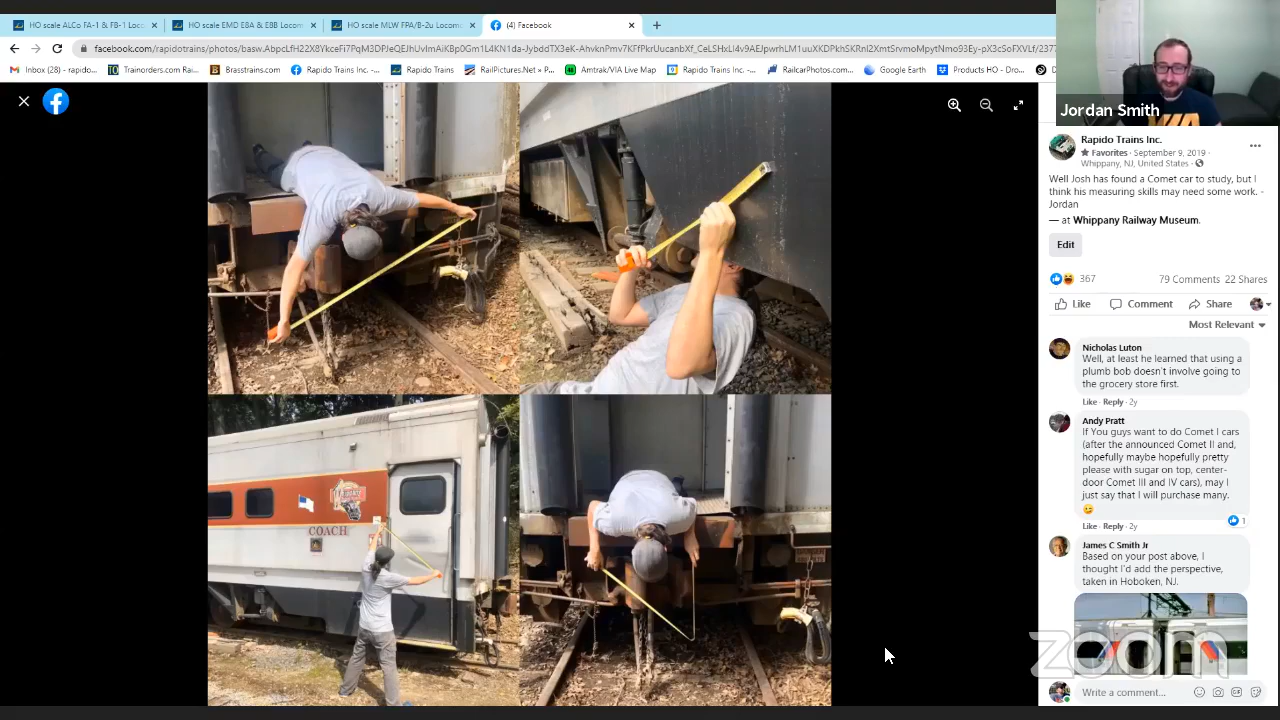 HO scale ALCo FA-1 & FB-1 Loco
HO scale EMD E8A & E8B Locom
HO scale MLW FPA/B-2u Locom
(4) Facebook
Inbox (28) - rapido...
Trainorders.com Rai...
Brasstrains.com
Rapido Trains Inc. -...
Rapido Trains
RailPictures.Net » P...
Amtrak/VIA Live Map
Rapido Trains Inc. -...
RailcarPhotos.com...
Google Earth
Products HO - Dro...
Jordan Smith
Rapido Trains Inc.
Favorites · September 9, 2019 ·
Whippany, NJ, United States ·
Well Josh has found a Comet car to study, but I
think his measuring skills may need some work. -
Jordan
— at Whippany Railway Museum.
Edit
367
79 Comments 22 Shares
Like
Comment
Share
Most Relevant
Nicholas Luton
Well, at least he learned that using a
plumb bob doesn't involve going to
the grocery store first.
Like · Reply · 2y
Andy Pratt
If You guys want to do Comet I cars
(after the announced Comet II and,
hopefully maybe hopefully pretty
please with sugar on top, center-
door Comet III and IV cars), may I
just say that I will purchase many.
1
Like · Reply · 2y
James C Smith Jr
Based on your post above, I
thought I'd add the perspective,
taken in Hoboken, NJ.
Write a comment...
COACH
zoom